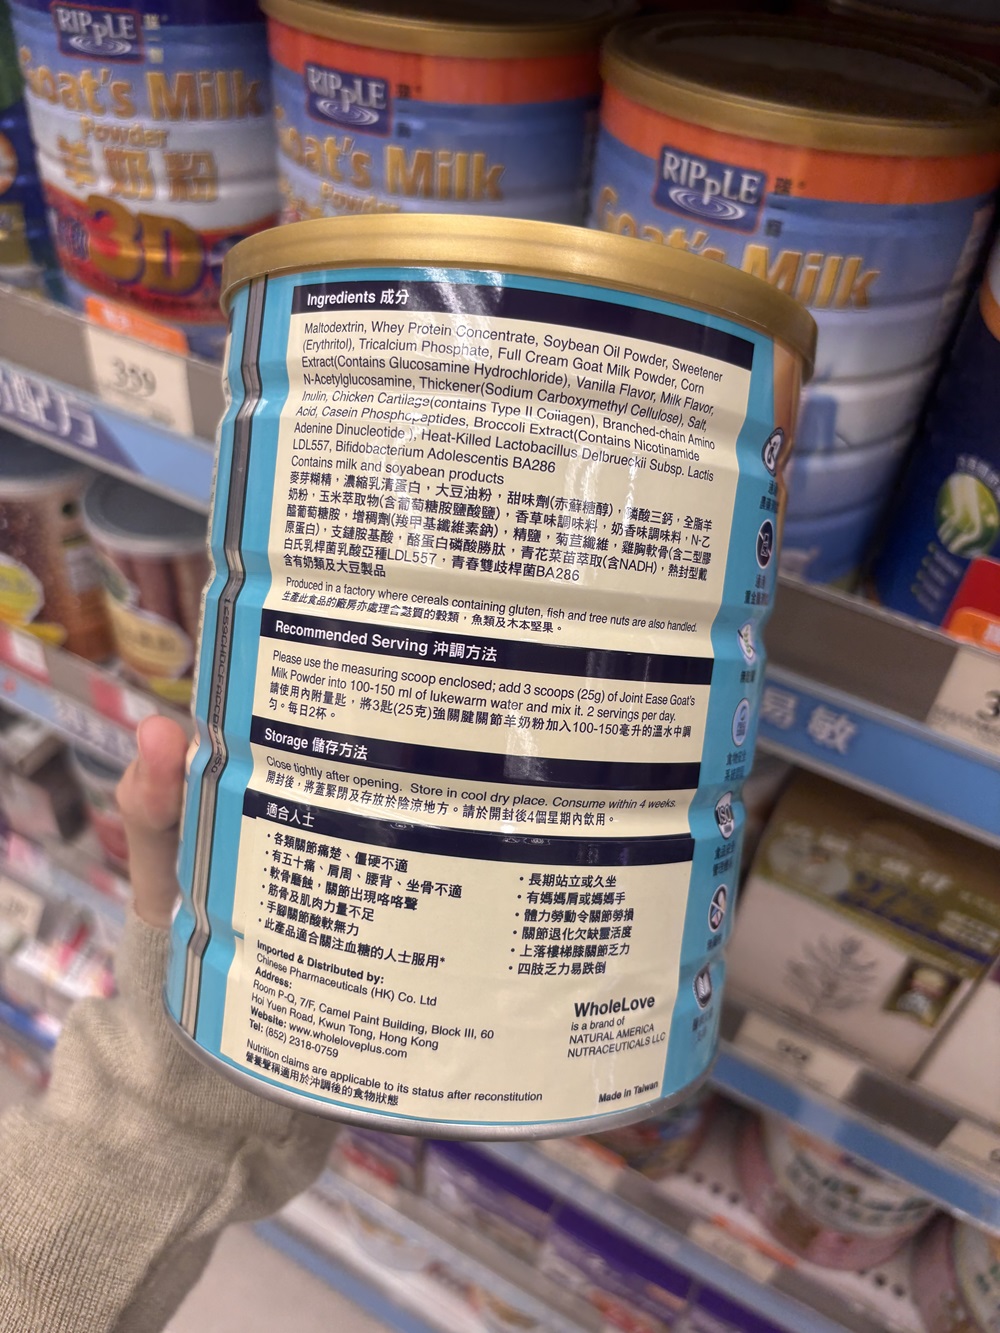 RIPPLE
Goat's Milk
Powder
羊奶粉
3D
359
RIPPLE
Goat's Milk
Powder
RIPPLE
Goat's Milk
易敏
Ingredients 成分
Maltodextrin, Whey Protein Concentrate, Soybean Oil Powder, Sweetener
(Erythritol), Tricalcium Phosphate, Full Cream Goat Milk Powder, Corn
Extract(Contains Glucosamine Hydrochloride), Vanilla Flavor, Milk Flavor,
N-Acetylglucosamine, Thickener(Sodium Carboxymethyl Cellulose), Salt,
Inulin, Chicken Cartilage(contains Type II Collagen), Branched-chain Amino
Acid, Casein Phosphopeptides, Broccoli Extract(Contains Nicotinamide
Adenine Dinucleotide ), Heat-Killed Lactobacillus Delbrueckii Subsp. Lactis
LDL557, Bifidobacterium Adolescentis BA286
Contains milk and soyabean products
麥芽糊精，濃縮乳清蛋白，大豆油粉，甜味劑(赤蘚糖醇)，磷酸三鈣，全脂羊
奶粉，玉米萃取物(含葡萄糖胺鹽酸鹽)，香草味調味料，奶香味調味料，N-乙
醯葡萄糖胺，增稠劑(羧甲基纖維素鈉)，精鹽，菊苣纖維，雞胸軟骨(含二型膠
原蛋白)，支鏈胺基酸，酪蛋白磷酸勝肽，青花菜苗萃取(含NADH)，熱封型戴
白氏乳桿菌乳酸亞種LDL557，青春雙歧桿菌BA286
含有奶類及大豆製品
Produced in a factory where cereals containing gluten, fish and tree nuts are also handled.
生產此食品的廠房亦處理含麩質的穀類，魚類及木本堅果。
Recommended Serving 沖調方法
Please use the measuring scoop enclosed; add 3 scoops (25g) of Joint Ease Goat's
Milk Powder into 100-150 ml of lukewarm water and mix it. 2 servings per day.
請使用內附量匙，將3匙(25克)強關腱關節羊奶粉加入100-150毫升的溫水中調
勻。每日2杯。
Storage 儲存方法
Close tightly after opening. Store in cool dry place. Consume within 4 weeks.
開封後，將蓋緊閉及存放於陰涼地方。請於開封後4個星期內飲用。
適合人士
• 各類關節痛楚、僵硬不適
• 有五十痛、肩周、腰背、坐骨不適
• 軟骨磨蝕，關節出現咯咯聲
• 筋骨及肌肉力量不足
• 手腳關節酸軟無力
• 此產品適合關注血糖的人士服用*
• 長期站立或久坐
• 有媽媽肩或媽媽手
• 體力勞動令關節勞損
• 關節退化欠缺靈活度
• 上落樓梯膝關節乏力
• 四肢乏力易跌倒
Imported & Distributed by:
Chinese Pharmaceuticals (HK) Co. Ltd
Address:
Room P-Q, 7/F, Camel Paint Building, Block III, 60
Hoi Yuen Road, Kwun Tong, Hong Kong
Website: www.wholeloveplus.com
Tel: (852) 2318-0759
Nutrition claims are applicable to its status after reconstitution
營養聲稱適用於沖調後的食物狀態
WholeLove
is a brand of
NATURAL AMERICA
NUTRACEUTICALS LLC
Made in Taiwan